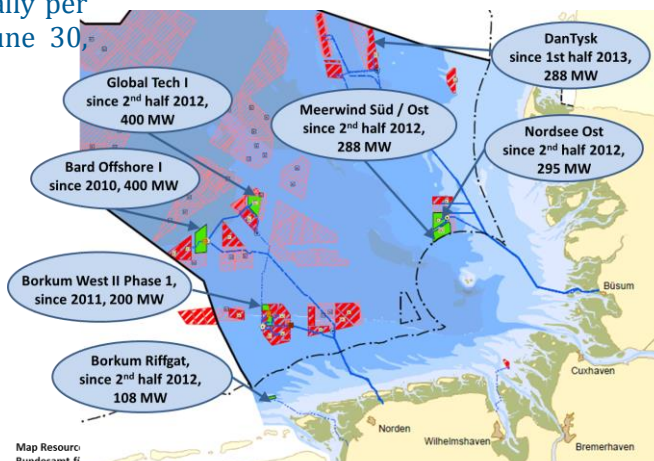 ally per
une 30,
DanTysk
since 1st half 2013,
288 MW
Global Tech I
since 2nd half 2012,
400 MW
Meerwind Süd / Ost
since 2nd half 2012,
288 MW
Nordsee Ost
since 2nd half 2012,
295 MW
Bard Offshore I
since 2010, 400 MW
Borkum West II Phase 1,
since 2011, 200 MW
Büsum
Borkum Riffgat,
since 2nd half 2012,
108 MW
Cuxhaven
Norden
Wilhelmshaven
Bremerhaven
Map Resourc